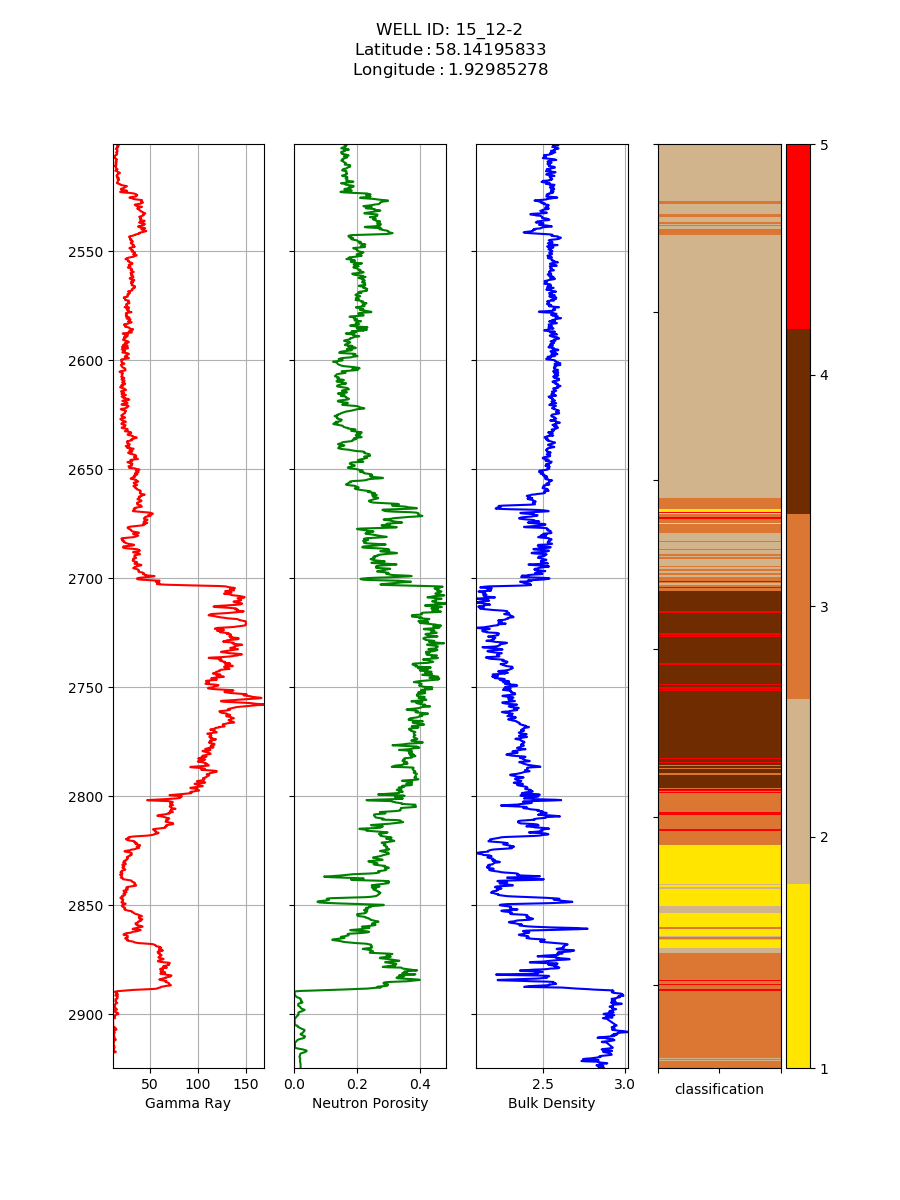 WELL ID: 15_12-2
Latitude : 58.14195833
Longitude : 1.92985278
2550
2600
2650
2700
2750
2800
2850
2900
50 100 150
Gamma Ray
0.0 0.2 0.4
Neutron Porosity
2.5 3.0
Bulk Density
classification
5
4
3
2
1